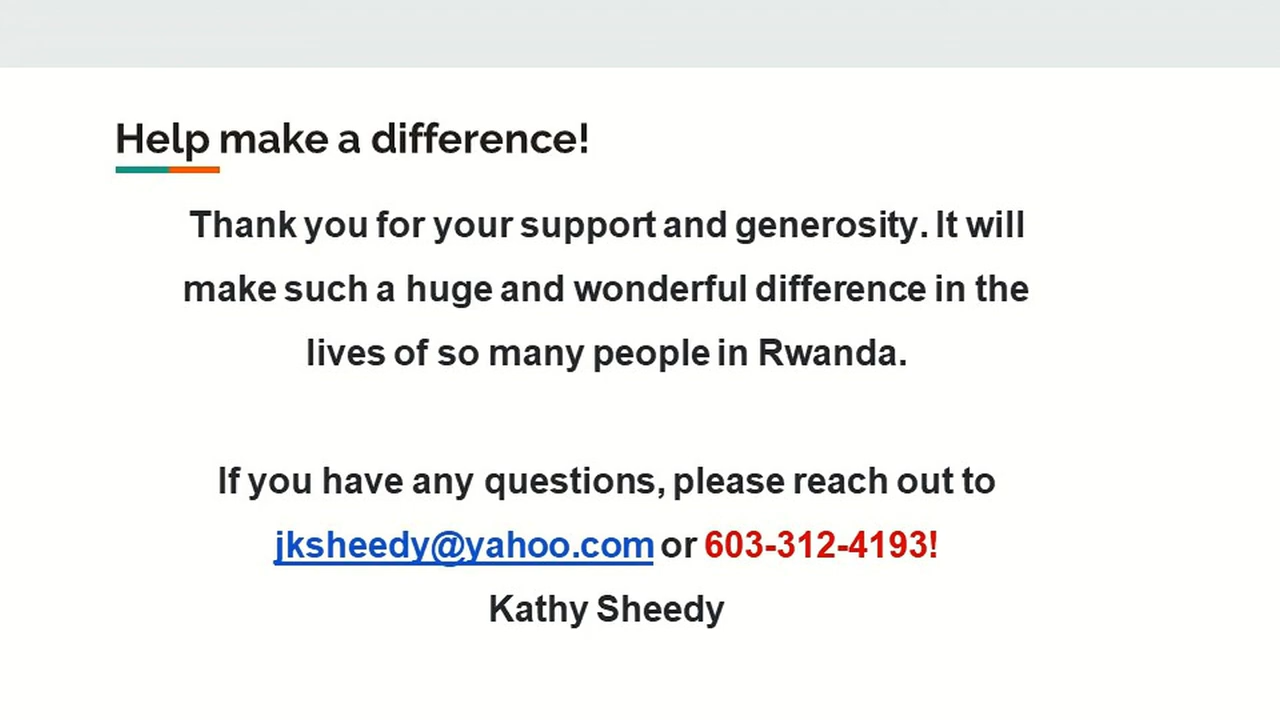 Help make a difference!
Thank you for your support and generosity. It will
make such a huge and wonderful difference in the
lives of so many people in Rwanda.
If you have any questions, please reach out to
jksheedy@yahoo.com or 603-312-4193!
Kathy Sheedy